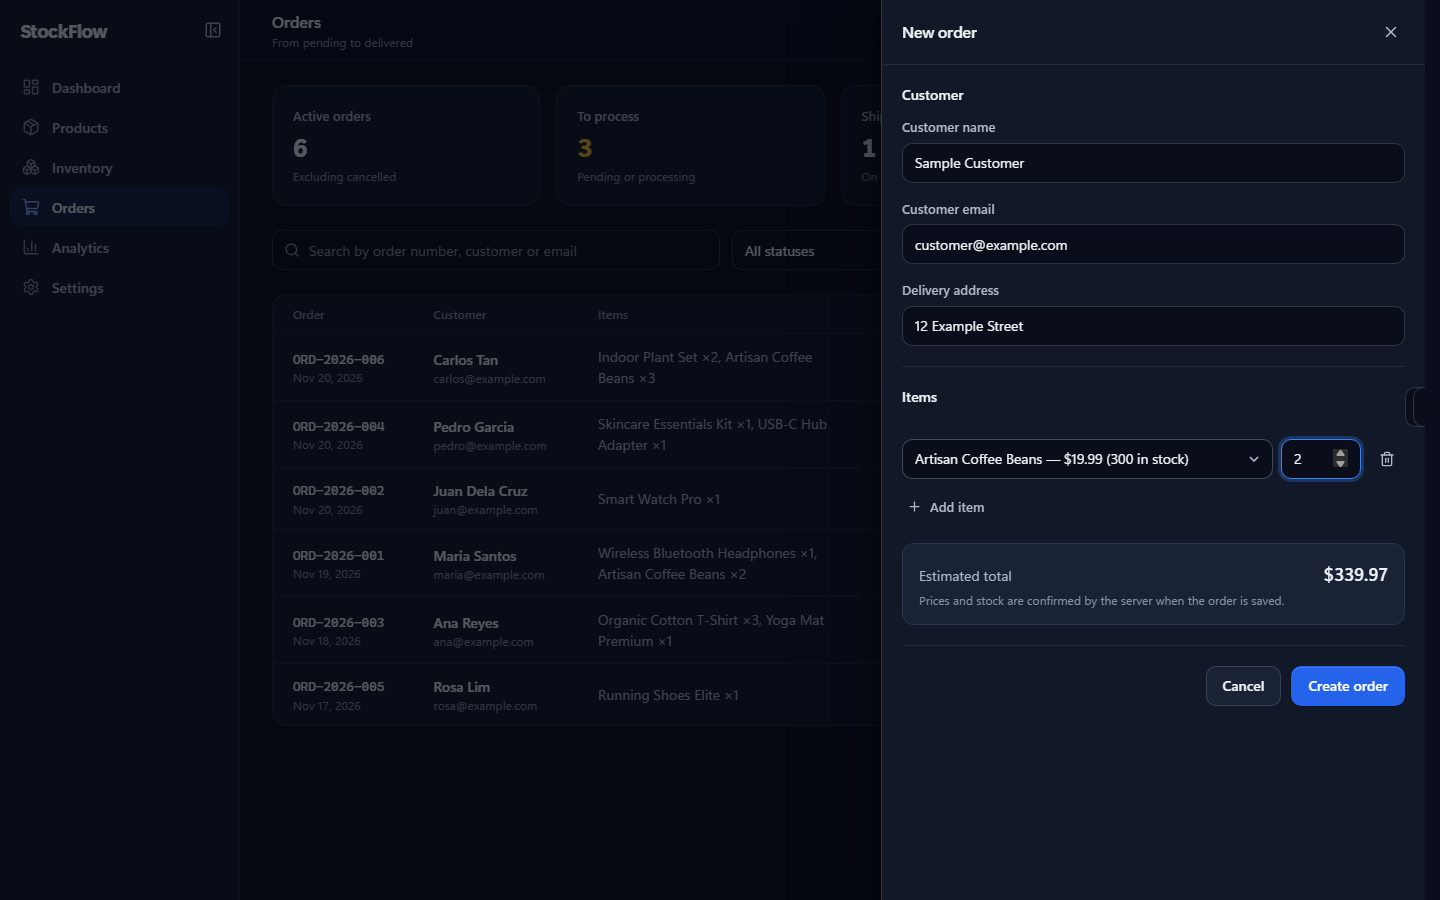 StockFlow
Dashboard
Products
Inventory
Orders
Analytics
Settings
Orders
From pending to delivered
Active orders
6
Excluding cancelled
To process
3
Pending or processing
1
On
Search by order number, customer or email
All statuses
Order Customer Items
ORD-2026-006 Carlos Tan Indoor Plant Set ×2, Artisan Coffee
Nov 20, 2026 carlos@example.com Beans ×3
ORD-2026-004 Pedro Garcia Skincare Essentials Kit ×1, USB-C Hub
Nov 20, 2026 pedro@example.com Adapter ×1
ORD-2026-002 Juan Dela Cruz Smart Watch Pro ×1
Nov 20, 2026 juan@example.com
ORD-2026-001 Maria Santos Wireless Bluetooth Headphones ×1,
Nov 19, 2026 maria@example.com Artisan Coffee Beans ×2
ORD-2026-003 Ana Reyes Organic Cotton T-Shirt ×3, Yoga Mat
Nov 18, 2026 ana@example.com Premium ×1
ORD-2026-005 Rosa Lim Running Shoes Elite ×1
Nov 17, 2026 rosa@example.com
New order
Customer
Customer name
Sample Customer
Customer email
customer@example.com
Delivery address
12 Example Street
Items
Artisan Coffee Beans — $19.99 (300 in stock) 2
Add item
Estimated total $339.97
Prices and stock are confirmed by the server when the order is saved.
Cancel Create order